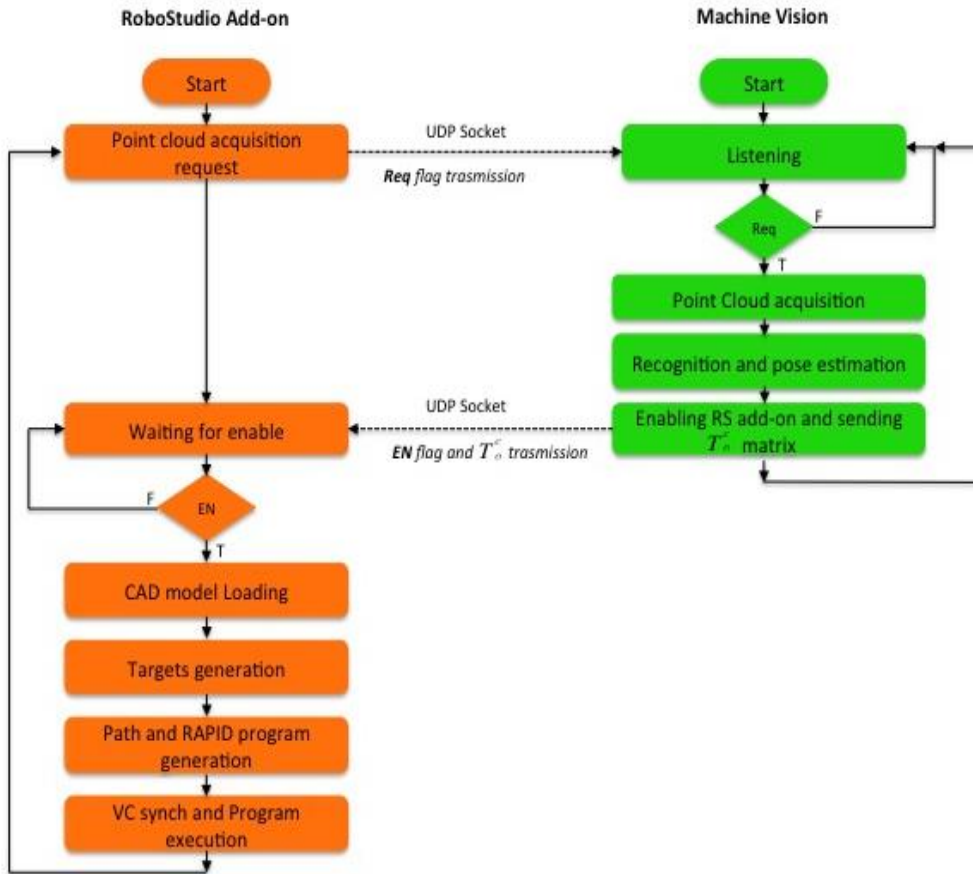 RoboStudio Add-on
Machine Vision
Start
Start
Point cloud acquisition
request
UDP Socket
Req flag trasmission
Listening
Req
F
T
Point Cloud acquisition
Recognition and pose estimation
Waiting for enable
UDP Socket
EN flag and T_o^c trasmission
Enabling RS add-on and sending
T_o^c matrix
F
EN
T
CAD model Loading
Targets generation
Path and RAPID program
generation
VC synch and Program
execution